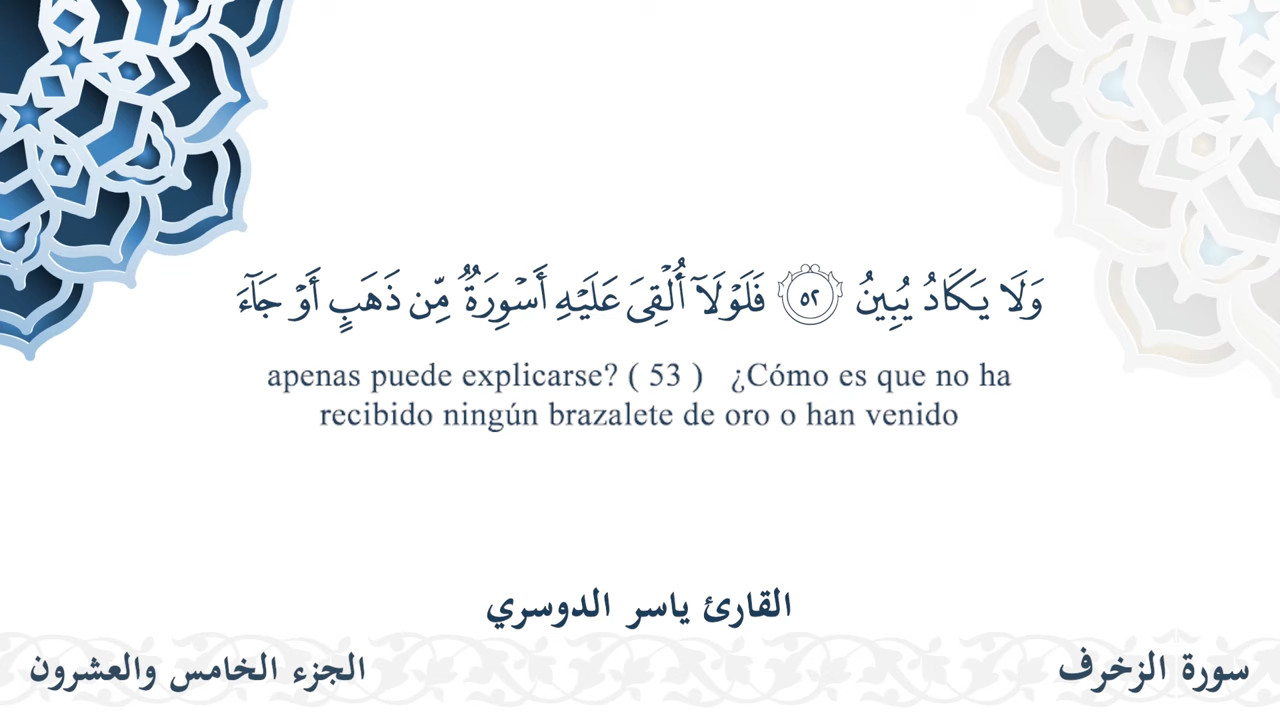 وَلَا يَكَادُ يُبِينُ ٥٢ فَلَوْلَآ أُلْقِىَ عَلَيْهِ أَسْوِرَةٌ مِّن ذَهَبٍ أَوْ جَآءَ
apenas puede explicarse? ( 53 ) ¿Cómo es que no ha
recibido ningún brazalete de oro o han venido
القارئ ياسر الدوسري
سورة الزخرف
الجزء الخامس والعشرون